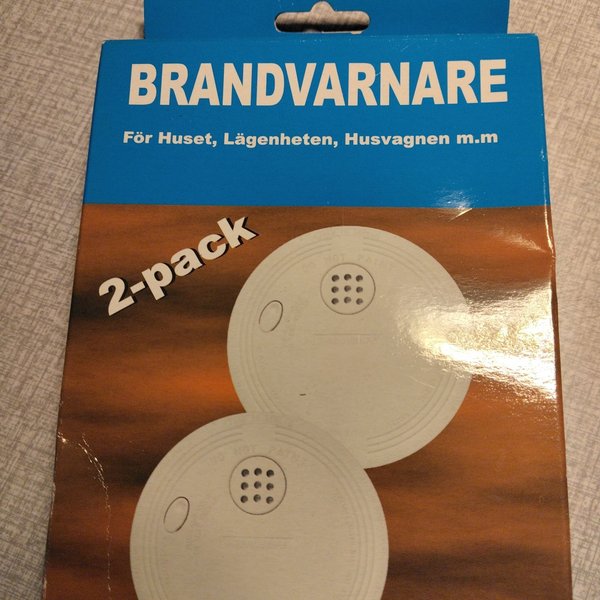 BRANDVARNARE
För Huset, Lägenheten, Husvagnen m.m
2-pack